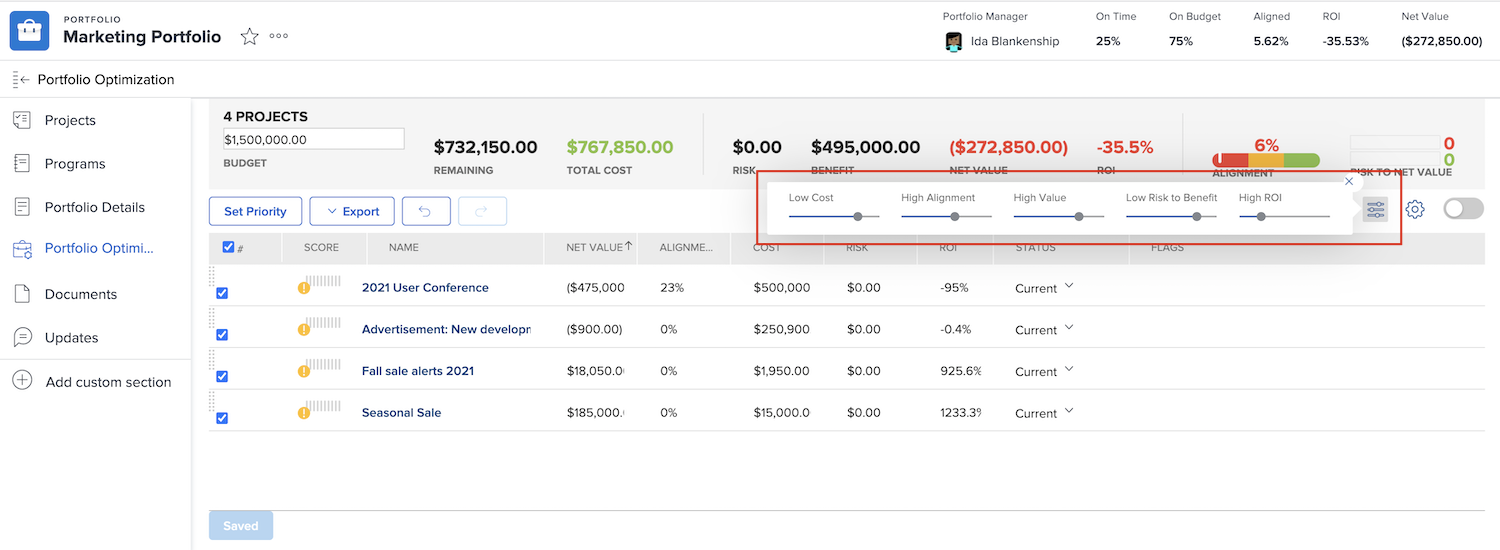 PORTFOLIO
Marketing Portfolio
Portfolio Manager On Time On Budget Aligned ROI Net Value
Ida Blankenship 25% 75% 5.62% -35.53% ($272,850.00)
Portfolio Optimization
Projects
Programs
Portfolio Details
Portfolio Optimi...
Documents
Updates
Add custom section
4 PROJECTS
$1,500,000.00
BUDGET
$732,150.00 $767,850.00 $0.00 $495,000.00 ($272,850.00) -35.5% 6% 0
0
REMAINING TOTAL COST RISK BENEFIT NET VALUE ROI ALIGNMENT RISK TO NET VALUE
Set Priority Export
Low Cost High Alignment High Value Low Risk to Benefit High ROI
# SCORE NAME NET VALUE ALIGNME... COST RISK ROI STATUS FLAGS
2021 User Conference ($475,000 23% $500,000 $0.00 -95% Current
Advertisement: New developn ($900.00) 0% $250,900 $0.00 -0.4% Current
Fall sale alerts 2021 $18,050.0 0% $1,950.00 $0.00 925.6% Current
Seasonal Sale $185,000. 0% $15,000.0 $0.00 1233.3% Current
Saved